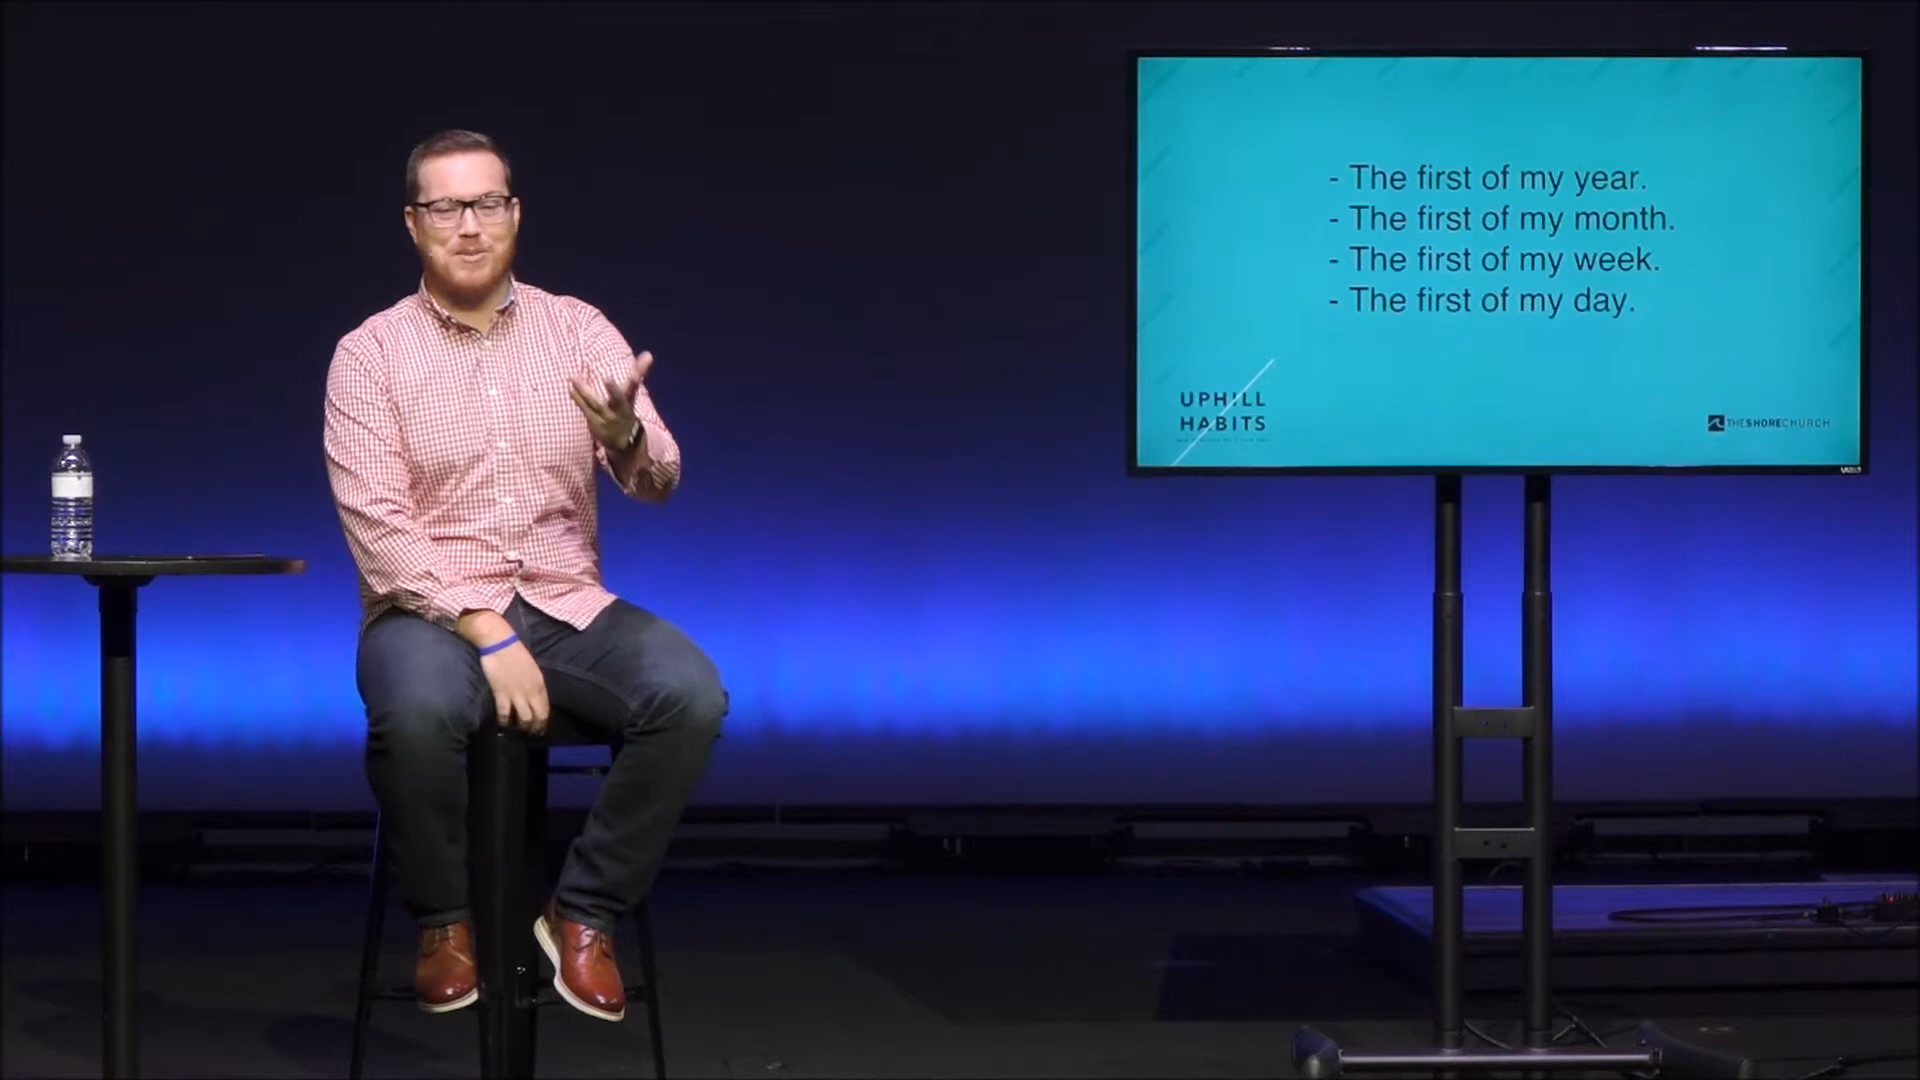 - The first of my year.
- The first of my month.
- The first of my week.
- The first of my day.
UPHILL
HABITS
THESHORECHURCH
VIZIO